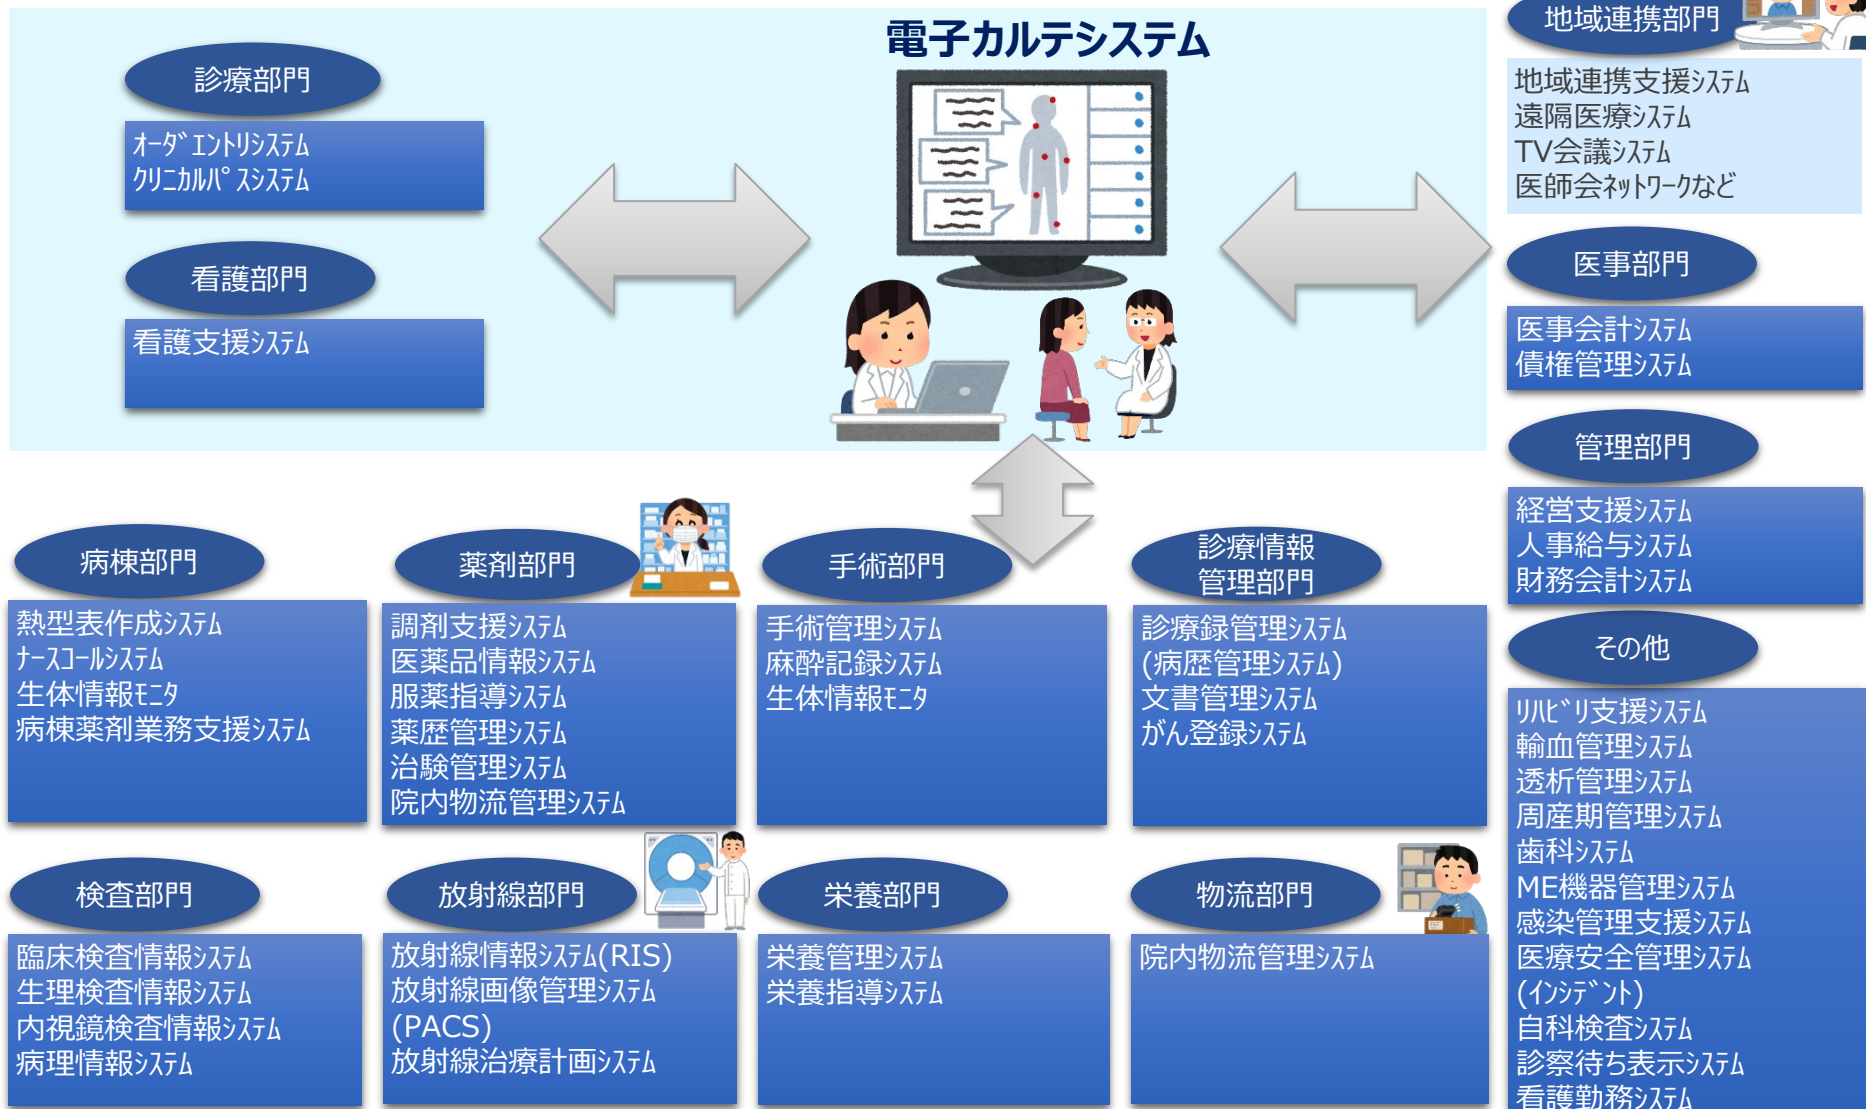 電子カルテシステム
診療部門
ｵｰﾀﾞｴﾝﾄﾘｼｽﾃﾑ
ｸﾘﾆｶﾙﾊﾟｽｼｽﾃﾑ
看護部門
看護支援ｼｽﾃﾑ
地域連携部門
地域連携支援ｼｽﾃﾑ
遠隔医療ｼｽﾃﾑ
TV会議ｼｽﾃﾑ
医師会ﾈｯﾄﾜｰｸなど
医事部門
医事会計ｼｽﾃﾑ
債権管理ｼｽﾃﾑ
管理部門
経営支援ｼｽﾃﾑ
人事給与ｼｽﾃﾑ
財務会計ｼｽﾃﾑ
その他
ﾘﾊﾋﾞﾘ支援ｼｽﾃﾑ
輸血管理ｼｽﾃﾑ
透析管理ｼｽﾃﾑ
周産期管理ｼｽﾃﾑ
歯科ｼｽﾃﾑ
ME機器管理ｼｽﾃﾑ
感染管理支援ｼｽﾃﾑ
医療安全管理ｼｽﾃﾑ
(ｲﾝｼﾃﾞﾝﾄ)
自科検査ｼｽﾃﾑ
診察待ち表示ｼｽﾃﾑ
看護勤務ｼｽﾃﾑ
病棟部門
熱型表作成ｼｽﾃﾑ
ﾅｰｽｺｰﾙｼｽﾃﾑ
生体情報ﾓﾆﾀ
病棟薬剤業務支援ｼｽﾃﾑ
薬剤部門
調剤支援ｼｽﾃﾑ
医薬品情報ｼｽﾃﾑ
服薬指導ｼｽﾃﾑ
薬歴管理ｼｽﾃﾑ
治験管理ｼｽﾃﾑ
院内物流管理ｼｽﾃﾑ
手術部門
手術管理ｼｽﾃﾑ
麻酔記録ｼｽﾃﾑ
生体情報ﾓﾆﾀ
診療情報
管理部門
診療録管理ｼｽﾃﾑ
(病歴管理ｼｽﾃﾑ)
文書管理ｼｽﾃﾑ
がん登録ｼｽﾃﾑ
検査部門
臨床検査情報ｼｽﾃﾑ
生理検査情報ｼｽﾃﾑ
内視鏡検査情報ｼｽﾃﾑ
病理情報ｼｽﾃﾑ
放射線部門
放射線情報ｼｽﾃﾑ(RIS)
放射線画像管理ｼｽﾃﾑ
(PACS)
放射線治療計画ｼｽﾃﾑ
栄養部門
栄養管理ｼｽﾃﾑ
栄養指導ｼｽﾃﾑ
物流部門
院内物流管理ｼｽﾃﾑ